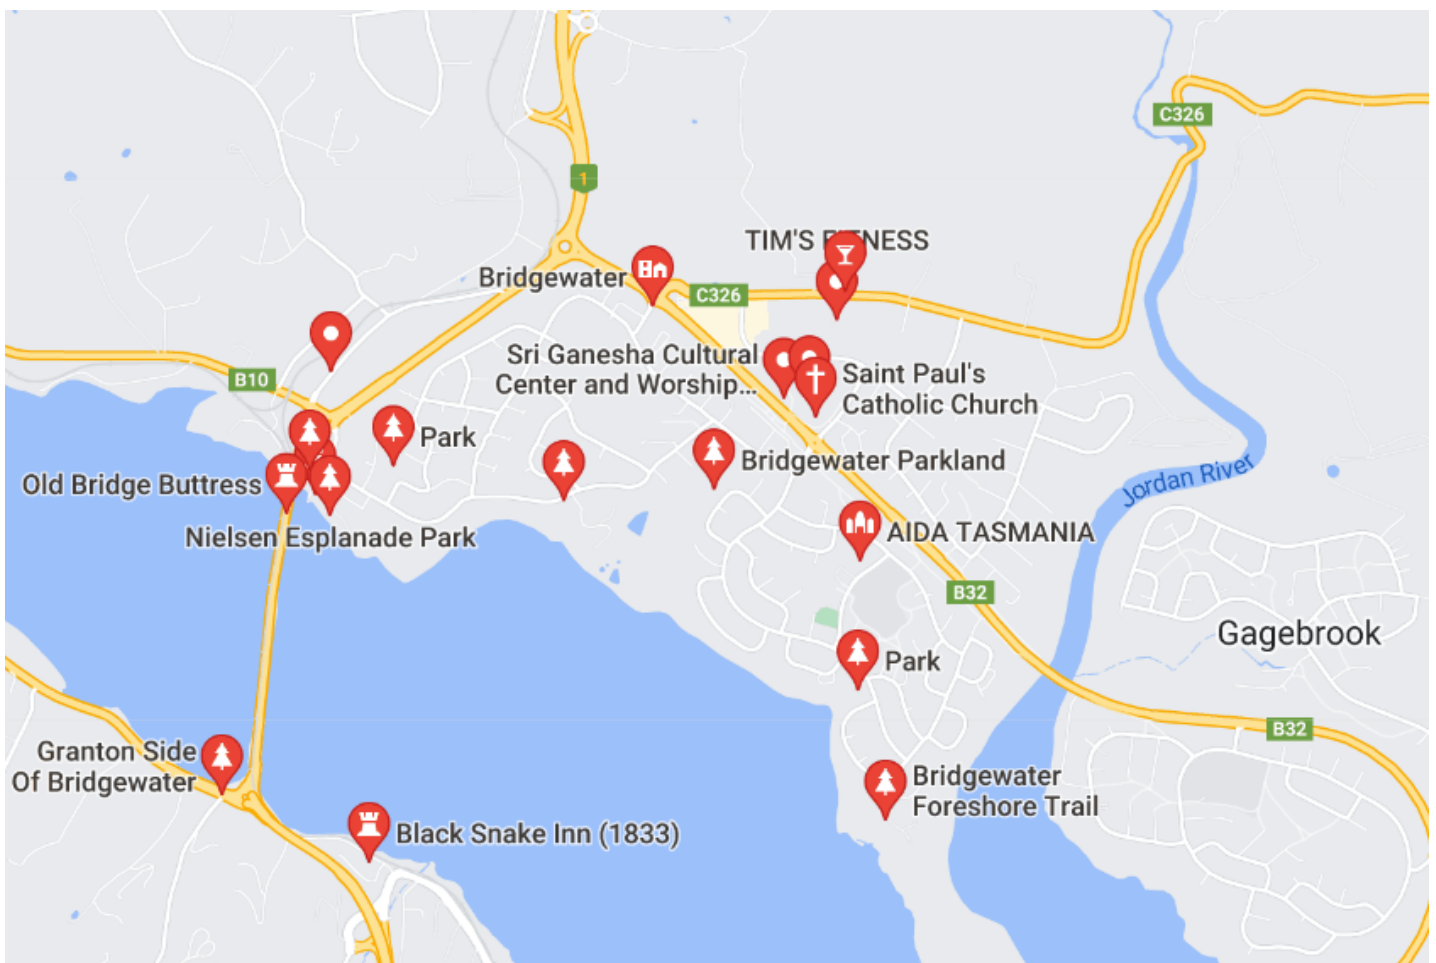 C326
1
TIM'S FITNESS
Bridgewater
C326
Sri Ganesha Cultural
Center and Worship...
Saint Paul's
Catholic Church
B10
Park
Bridgewater Parkland
Jordan River
Old Bridge Buttress
Nielsen Esplanade Park
AIDA TASMANIA
B32
Gagebrook
Park
B32
Granton Side
Of Bridgewater
Bridgewater
Foreshore Trail
Black Snake Inn (1833)